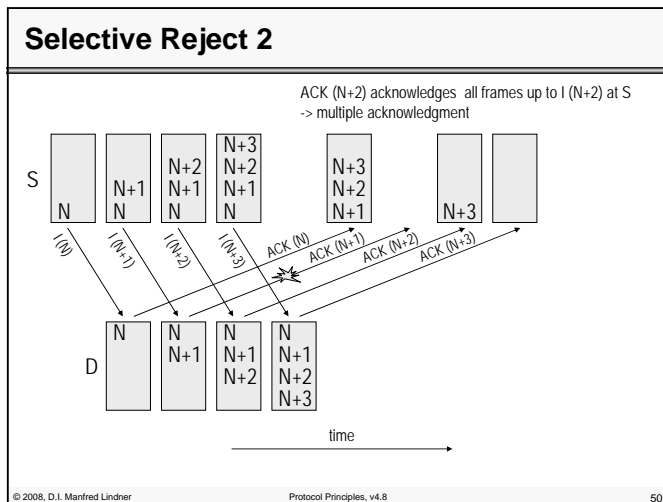 Selective Reject 2
ACK (N+2) acknowledges all frames up to I (N+2) at S
-> multiple acknowledgment
S
N
N+1
N
N+2
N+1
N
N+3
N+2
N+1
N
N+3
N+2
N+1
N+3
I (N)
I (N+1)
I (N+2)
I (N+3)
ACK (N)
ACK (N+1)
ACK (N+2)
ACK (N+3)
D
N
N
N+1
N
N+1
N+2
N
N+1
N+2
N+3
time
© 2008, D.I. Manfred Lindner
Protocol Principles, v4.8
50